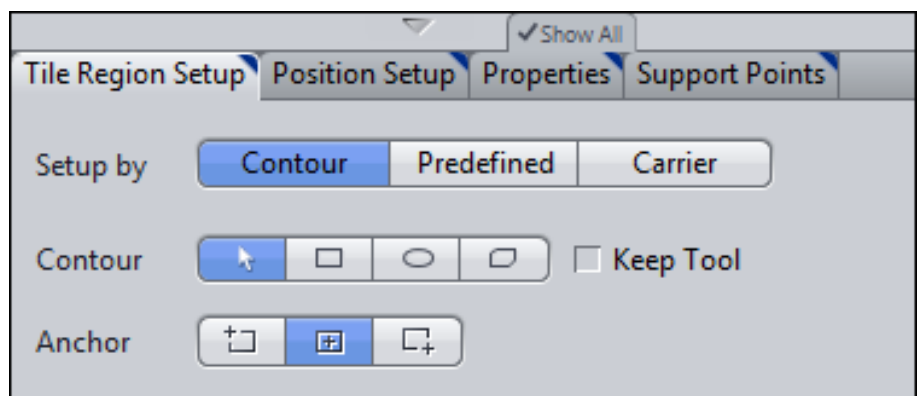 Show All
Tile Region Setup Position Setup Properties Support Points
Setup by Contour Predefined Carrier
Contour Keep Tool
Anchor